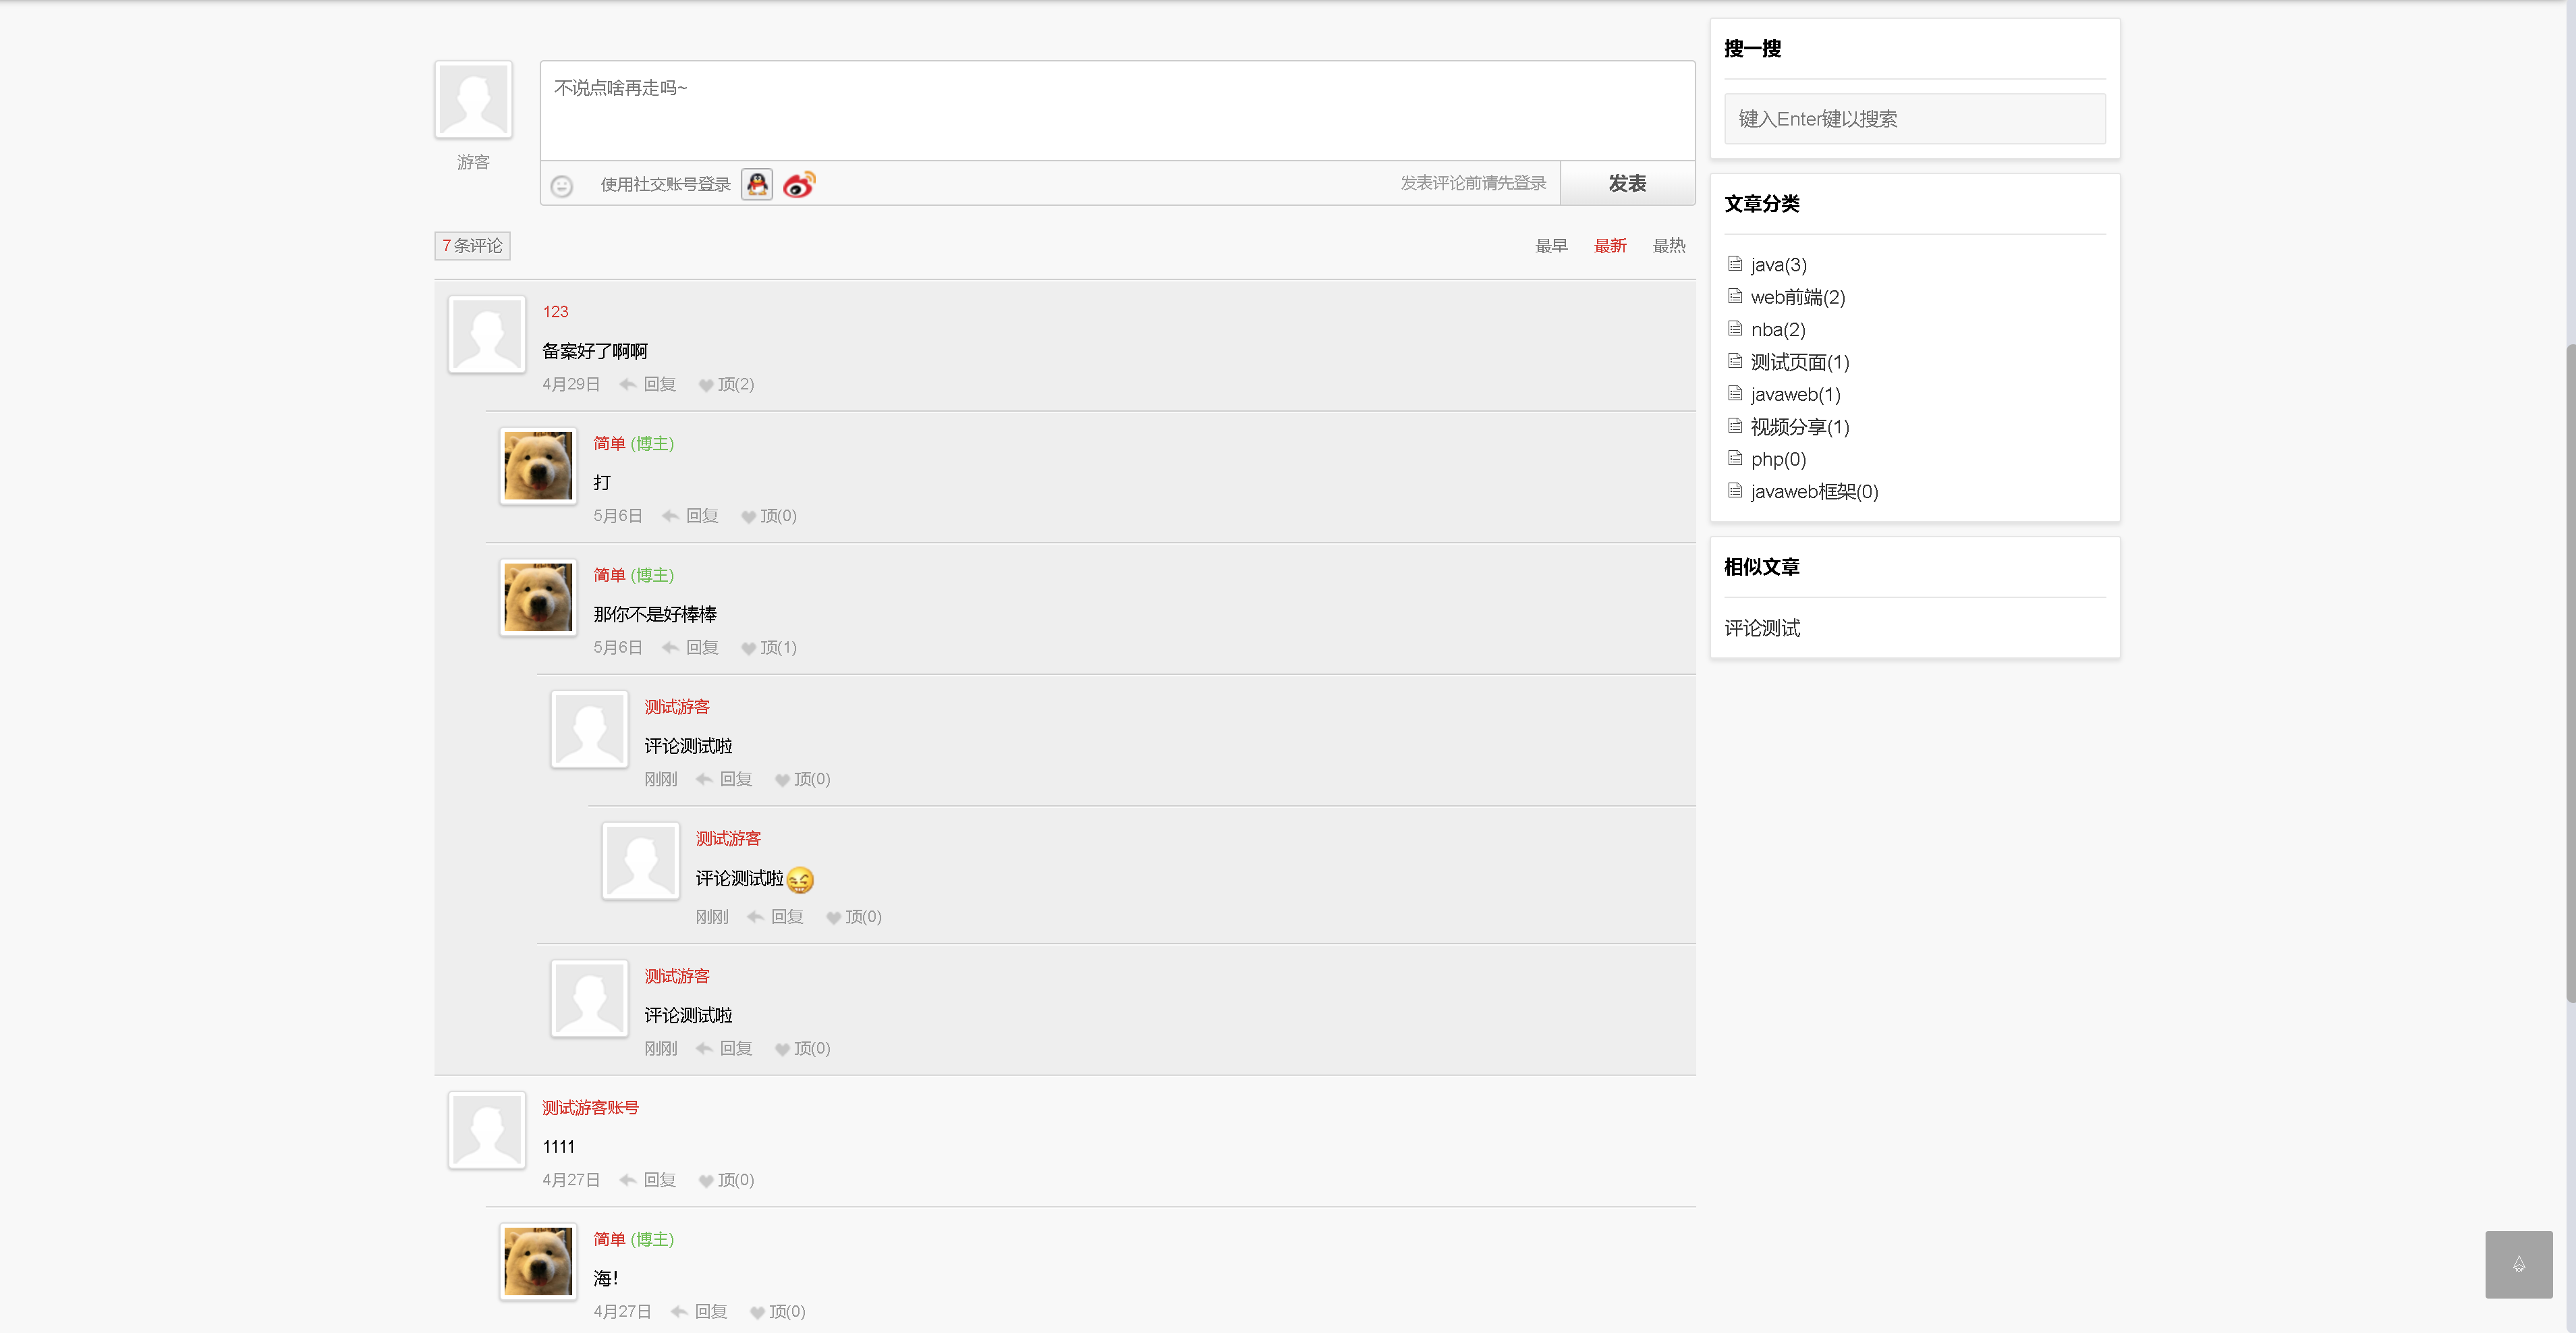 不说点啥再走吗~
游客
使用社交账号登录
发表评论前请先登录
发表
7条评论
最早 最新 最热
123
备案好了啊啊
4月29日 回复 顶(2)
简单 (博主)
打
5月6日 回复 顶(0)
简单 (博主)
那你不是好棒棒
5月6日 回复 顶(1)
测试游客
评论测试啦
刚刚 回复 顶(0)
测试游客
评论测试啦
刚刚 回复 顶(0)
测试游客
评论测试啦
刚刚 回复 顶(0)
测试游客账号
1111
4月27日 回复 顶(0)
简单 (博主)
海！
4月27日 回复 顶(0)
搜一搜
键入Enter键以搜索
文章分类
java(3)
web前端(2)
nba(2)
测试页面(1)
javaweb(1)
视频分享(1)
php(0)
javaweb框架(0)
相似文章
评论测试